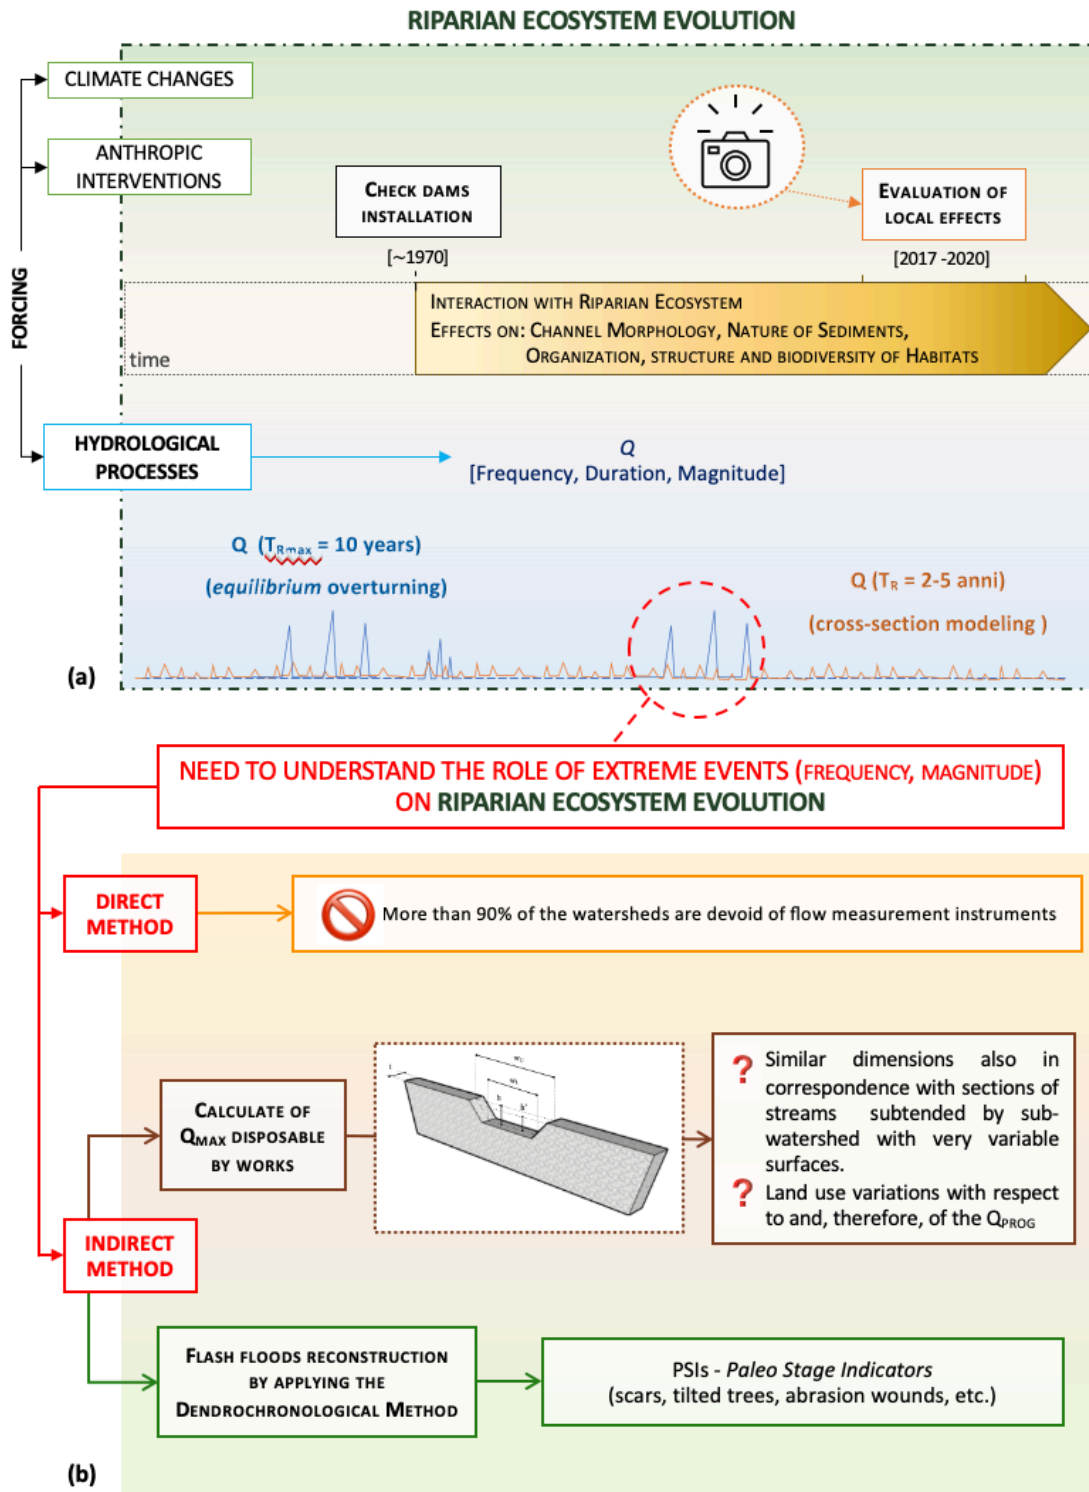 RIPARIAN ECOSYSTEM EVOLUTION
CLIMATE CHANGES
ANTHROPIC
INTERVENTIONS
FORCING
CHECK DAMS
INSTALLATION
[~1970]
EVALUATION OF
LOCAL EFFECTS
[2017 -2020]
INTERACTION WITH RIPARIAN ECOSYSTEM
EFFECTS ON: CHANNEL MORPHOLOGY, NATURE OF SEDIMENTS,
ORGANIZATION, STRUCTURE AND BIODIVERSITY OF HABITATS
time
HYDROLOGICAL
PROCESSES
Q
[Frequency, Duration, Magnitude]
Q (TRmax = 10 years)
(equilibrium overturning)
Q (TR = 2-5 anni)
(cross-section modeling )
(a)
NEED TO UNDERSTAND THE ROLE OF EXTREME EVENTS (FREQUENCY, MAGNITUDE)
ON RIPARIAN ECOSYSTEM EVOLUTION
DIRECT
METHOD
More than 90% of the watersheds are devoid of flow measurement instruments
CALCULATE OF
QMAX DISPOSABLE
BY WORKS
? Similar dimensions also in
correspondence with sections of
streams subtended by sub-
watershed with very variable
surfaces.
? Land use variations with respect
to and, therefore, of the QPROG
INDIRECT
METHOD
FLASH FLOODS RECONSTRUCTION
BY APPLYING THE
DENDROCHRONOLOGICAL METHOD
PSIs - Paleo Stage Indicators
(scars, tilted trees, abrasion wounds, etc.)
(b)